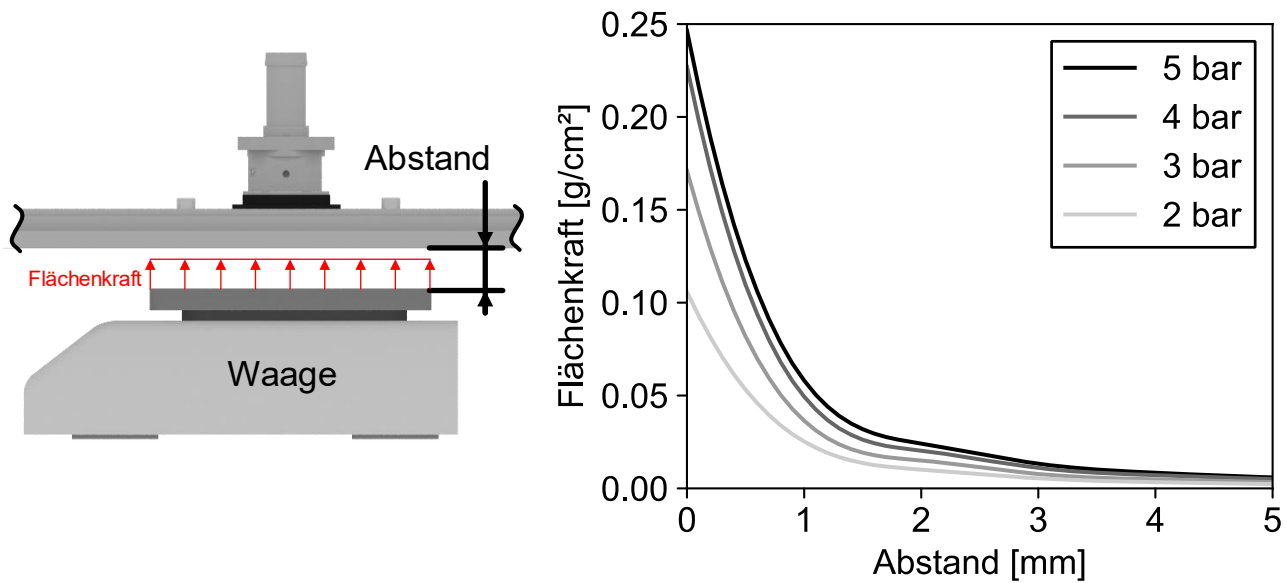 Abstand
Flächenkraft
Waage
Flächenkraft [g/cm²]
0.25
0.20
0.15
0.10
0.05
0.00
0 1 2 3 4 5
Abstand [mm]
5 bar
4 bar
3 bar
2 bar